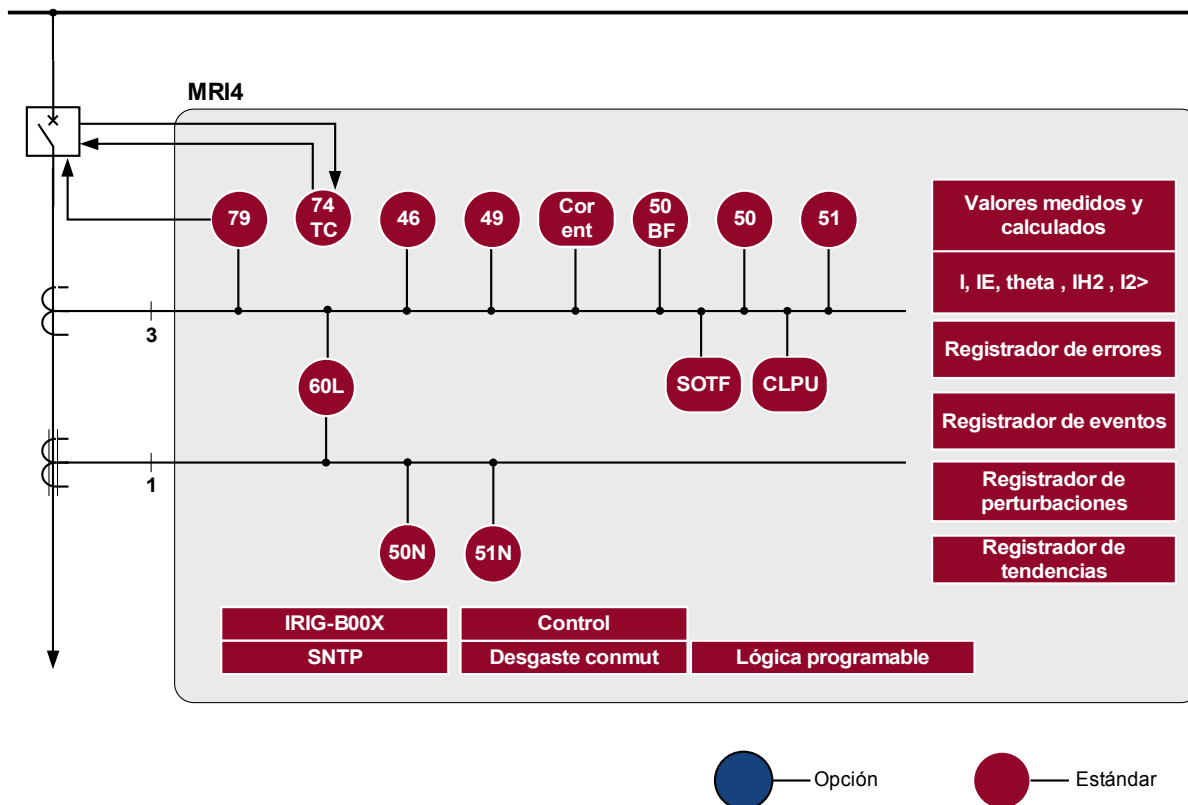 MRI4
79
74
TC
46
49
Cor
ent
50
BF
50
51
3
60L
SOTF
CLPU
1
50N
51N
Valores medidos y
calculados
I, IE, theta , IH2 , I2>
Registrador de errores
Registrador de eventos
Registrador de
perturbaciones
Registrador de
tendencias
IRIG-B00X
Control
SNTP
Desgaste conmut
Lógica programable
Opción
Estándar